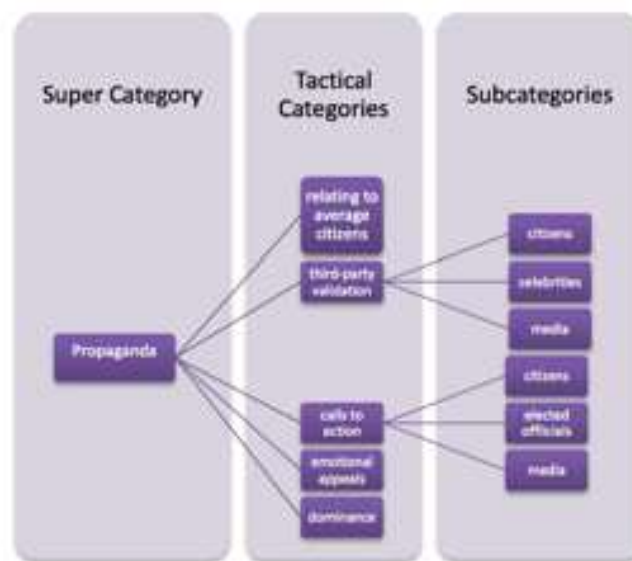 Super Category
Tactical
Categories
Subcategories
Propaganda
relating to
average
citizens
third-party
validation
calls to
action
emotional
appeals
dominance
citizens
celebrities
media
citizens
elected
officials
media